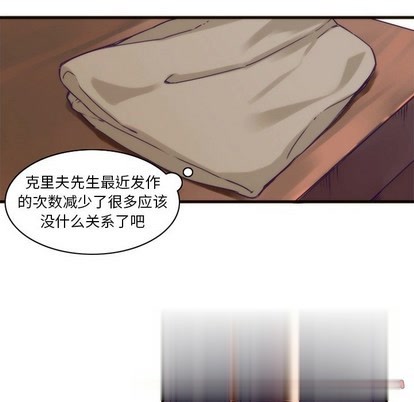 克里夫先生最近发作
的次数减少了很多应该
没什么关系了吧